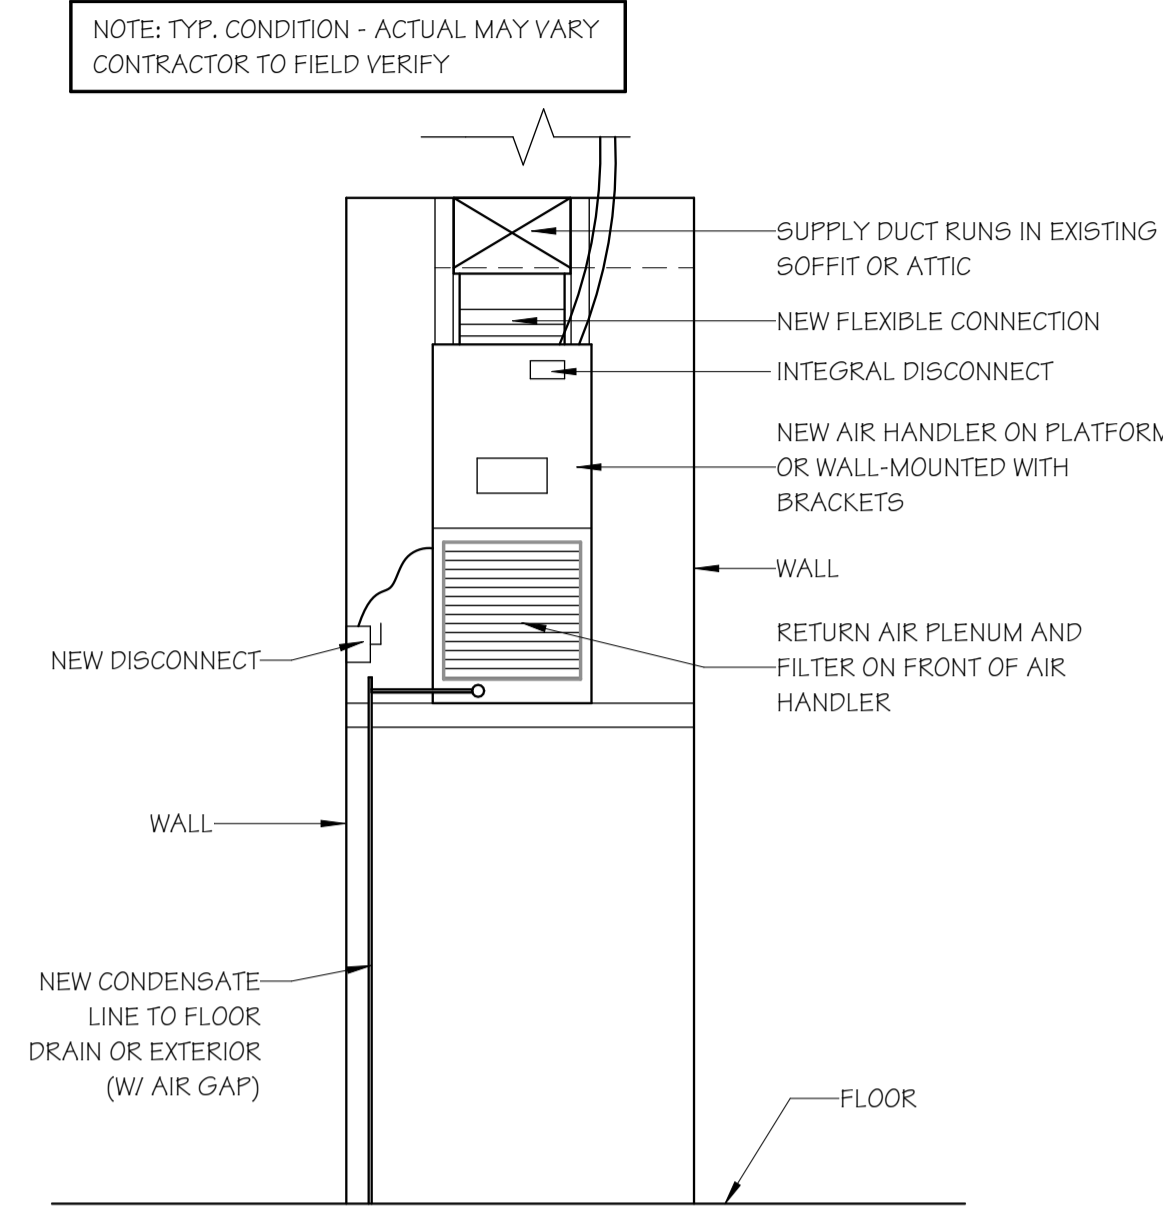 NOTE: TYP. CONDITION - ACTUAL MAY VARY
CONTRACTOR TO FIELD VERIFY
SUPPLY DUCT RUNS IN EXISTING
SOFFIT OR ATTIC
NEW FLEXIBLE CONNECTION
INTEGRAL DISCONNECT
NEW AIR HANDLER ON PLATFORM
OR WALL-MOUNTED WITH
BRACKETS
WALL
RETURN AIR PLENUM AND
FILTER ON FRONT OF AIR
HANDLER
NEW DISCONNECT
WALL
NEW CONDENSATE
LINE TO FLOOR
DRAIN OR EXTERIOR
(W/ AIR GAP)
FLOOR